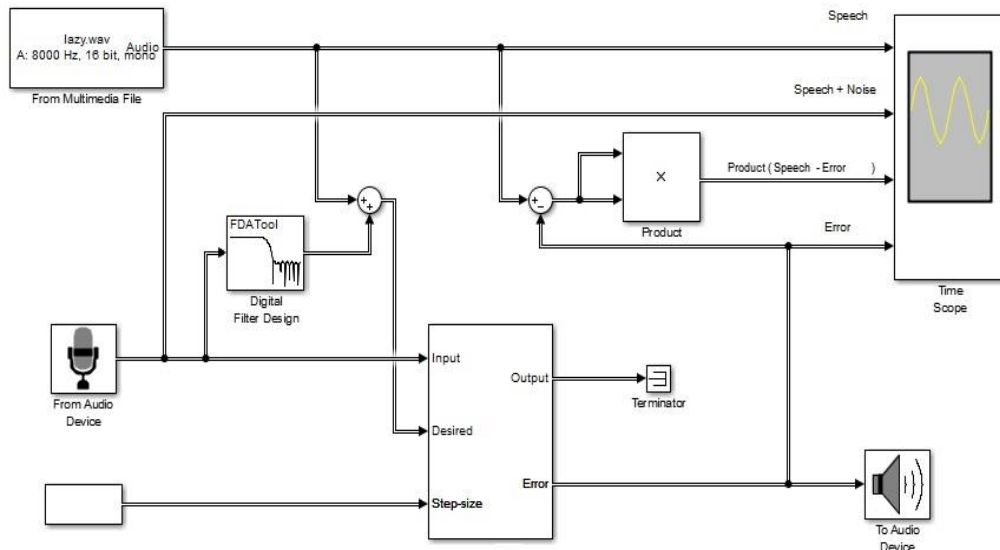 Speech
lazy.wav
A: 8000 Hz, 16 bit, mono
Audio
From Multimedia File
Speech + Noise
X
Product ( Speech - Error )
Product
+
+
+
−
FDATool
Digital
Filter Design
Error
Time
Scope
From Audio
Device
Input
Output
Desired
Terminator
Error
Step-size
To Audio
Device